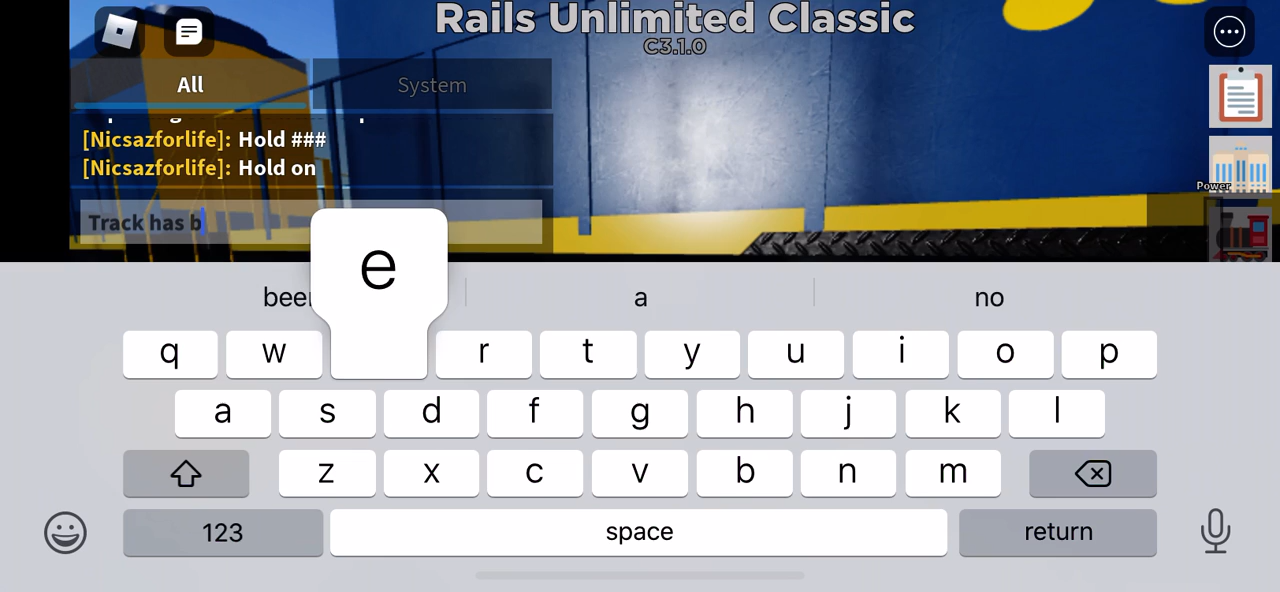 Rails Unlimited Classic
C3.1.0
All
System
[Nicsazforlife]: Hold ###
[Nicsazforlife]: Hold on
Power
Track has b
e
a
no
q w r t y u i o p
a s d f g h j k l
z x c v b n m
123
space
return